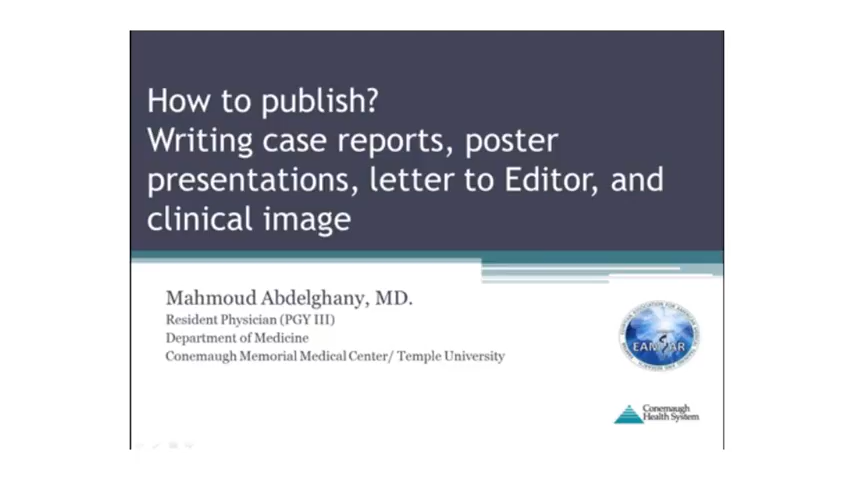 How to publish?
Writing case reports, poster
presentations, letter to Editor, and
clinical image
Mahmoud Abdelghany, MD.
Resident Physician (PGY III)
Department of Medicine
Conemaugh Memorial Medical Center/ Temple University
Conemaugh
Health System